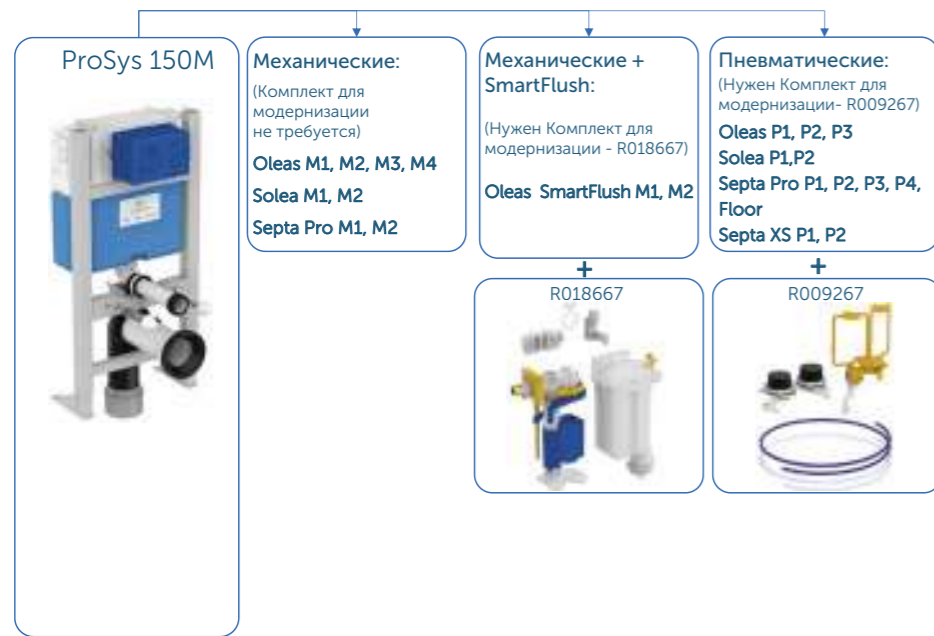 ProSys 150M
Механические:
(Комплект для
модернизации
не требуется)
Oleas M1, M2, M3, M4
Solea M1, M2
Septa Pro M1, M2
Механические +
SmartFlush:
(Нужен Комплект для
модернизации - R018667)
Oleas SmartFlush M1, M2
+
R018667
Пневматические:
(Нужен Комплект для
модернизации- R009267)
Oleas P1, P2, P3
Solea P1,P2
Septa Pro P1, P2, P3, P4,
Floor
Septa XS P1, P2
+
R009267